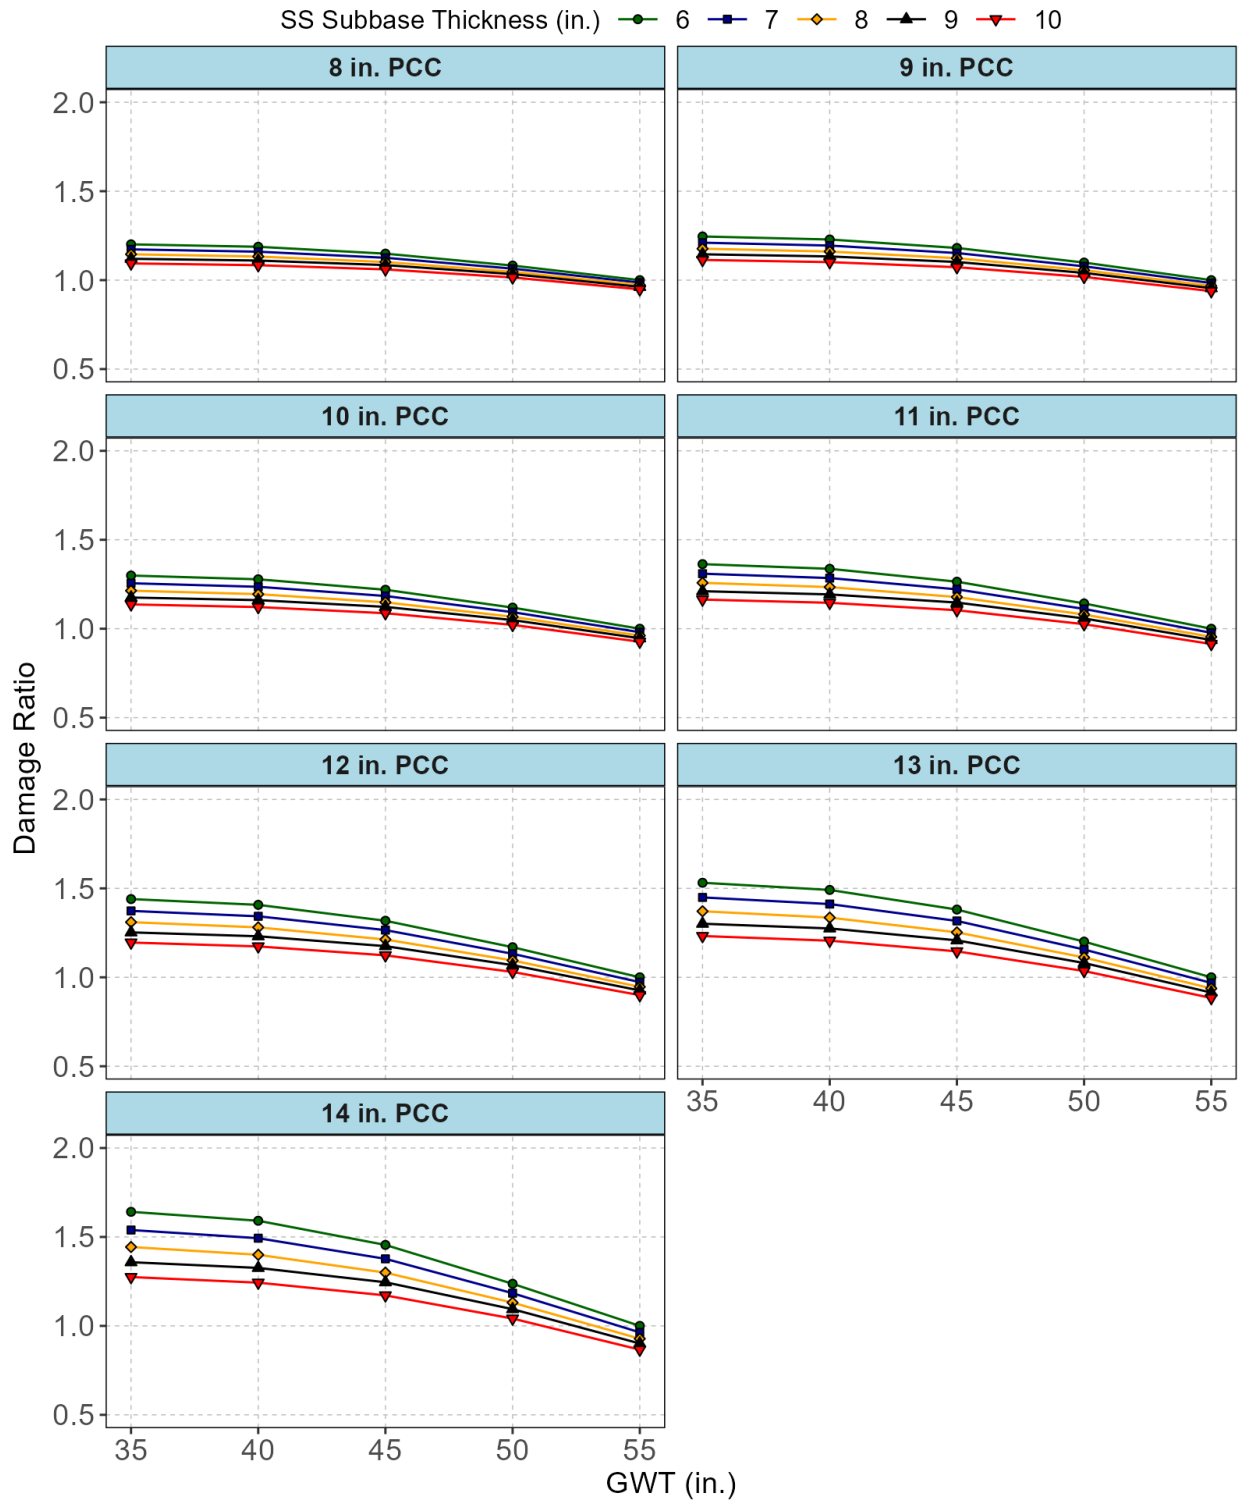 SS Subbase Thickness (in.) 6 7 8 9 10
8 in. PCC 9 in. PCC
2.0
1.5
1.0
0.5
10 in. PCC 11 in. PCC
2.0
1.5
1.0
0.5
Damage Ratio
12 in. PCC 13 in. PCC
2.0
1.5
1.0
0.5
35 40 45 50 55
14 in. PCC
2.0
1.5
1.0
0.5
35 40 45 50 55
GWT (in.)